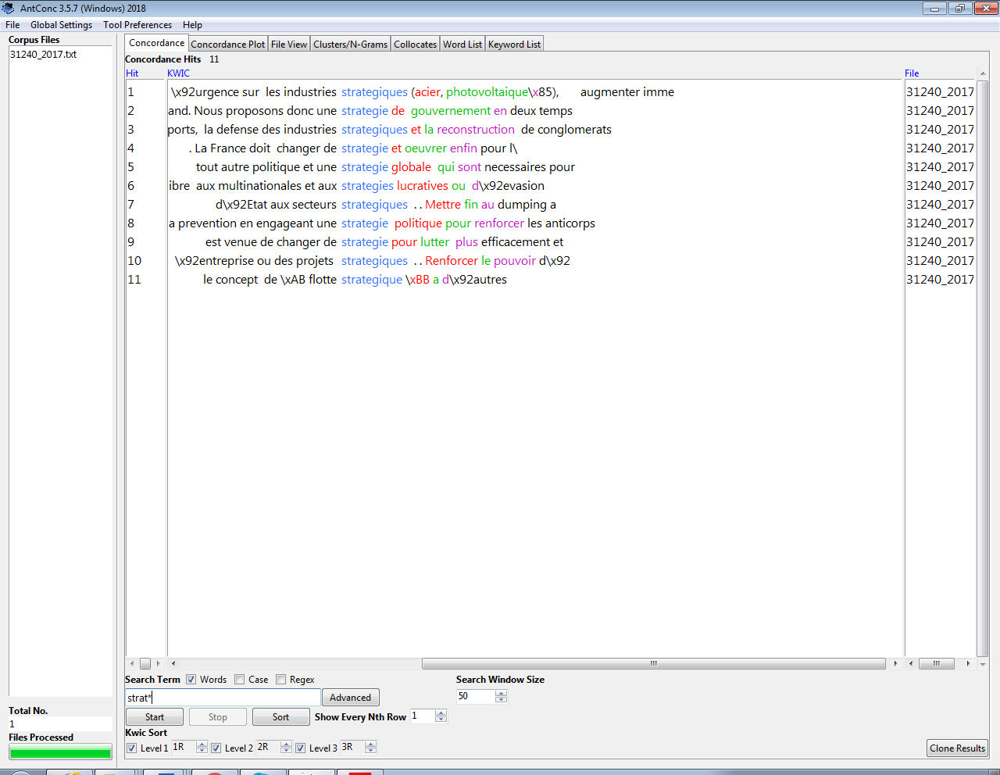 AntConc 3.5.7 (Windows) 2018
File Global Settings Tool Preferences Help
Corpus Files
31240_2017.txt
Concordance Concordance Plot File View Clusters/N-Grams Collocates Word List Keyword List
Concordance Hits 11
Hit KWIC File
1 \x92urgence sur les industries strategiques (acier, photovoltaique\x85), augmenter imme 31240_2017
2 and. Nous proposons donc une strategie de gouvernement en deux temps 31240_2017
3 ports, la defense des industries strategiques et la reconstruction de conglomerats 31240_2017
4 . La France doit changer de strategie et oeuvrer enfin pour l\ 31240_2017
5 tout autre politique et une strategie globale qui sont necessaires pour 31240_2017
6 ibre aux multinationales et aux strategies lucratives ou d\x92evasion 31240_2017
7 d\x92Etat aux secteurs strategiques . . Mettre fin au dumping a 31240_2017
8 a prevention en engageant une strategie politique pour renforcer les anticorps 31240_2017
9 est venue de changer de strategie pour lutter plus efficacement et 31240_2017
10 \x92entreprise ou des projets strategiques . . Renforcer le pouvoir d\x92 31240_2017
11 le concept de \xAB flotte strategique \xBB a d\x92autres 31240_2017
Search Term Words Case Regex Search Window Size
strat* Advanced 50
Start Stop Sort Show Every Nth Row 1
Kwic Sort
Level 1 1R Level 2 2R Level 3 3R Clone Results
Total No.
1
Files Processed